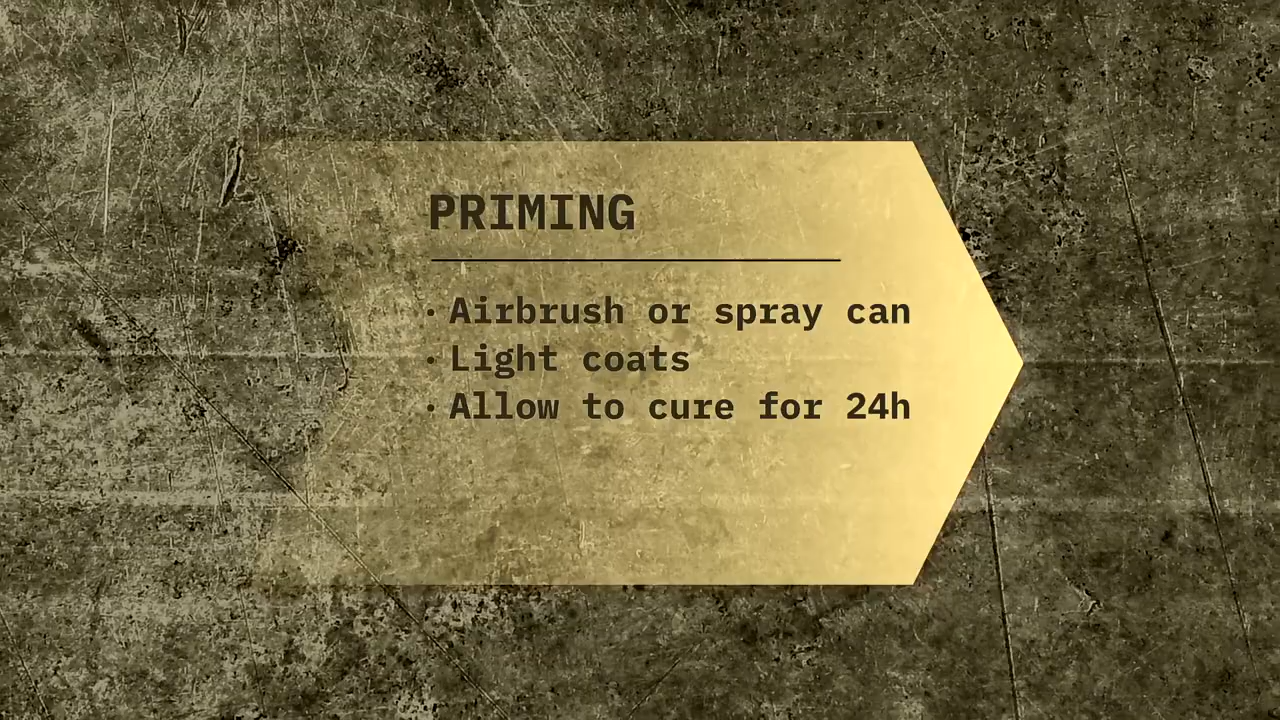 PRIMING
· Airbrush or spray can
· Light coats
· Allow to cure for 24h